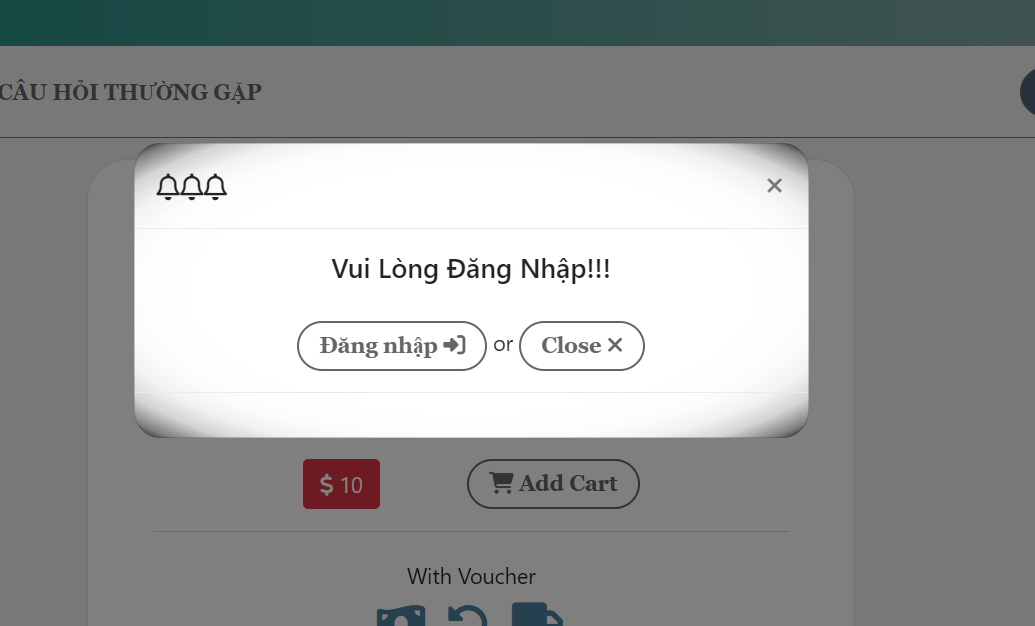 CÂU HỎI THƯỜNG GẶP
Vui Lòng Đăng Nhập!!!
Đăng nhập or Close
$ 10 Add Cart
With Voucher